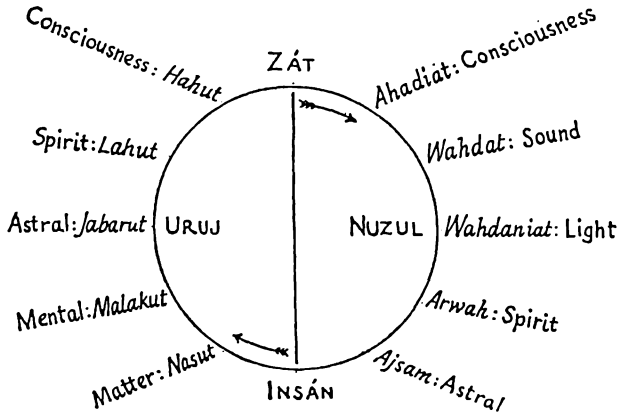 ZÁT
Consciousness: Hahut
Ahadiát: Consciousness
Spirit: Lahut
Wahdat: Sound
Astral: Jabarut
URUJ
NUZUL
Wahdaniat: Light
Mental: Malakut
Arwah: Spirit
Matter: Nasut
Ajsam: Astral
INSÁN